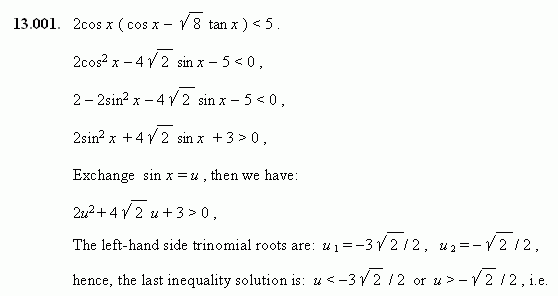 13.001. 2cos x ( cos x − √8 tan x ) < 5 .
2cos² x − 4√2 sin x − 5 < 0 ,
2 − 2sin² x − 4√2 sin x − 5 < 0 ,
2sin² x + 4√2 sin x + 3 > 0 ,
Exchange sin x = u , then we have:
2u² + 4√2 u + 3 > 0 ,
The left-hand side trinomial roots are: u 1 = −3√2 / 2 , u 2 = − √2 / 2 ,
hence, the last inequality solution is: u < −3√2 / 2 or u > − √2 / 2 , i.e.